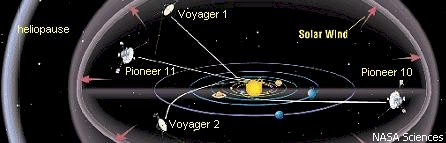 Voyager 1
heliopause
Solar Wind
Pioneer 11
Pioneer 10
Voyager 2
NASA Sciences